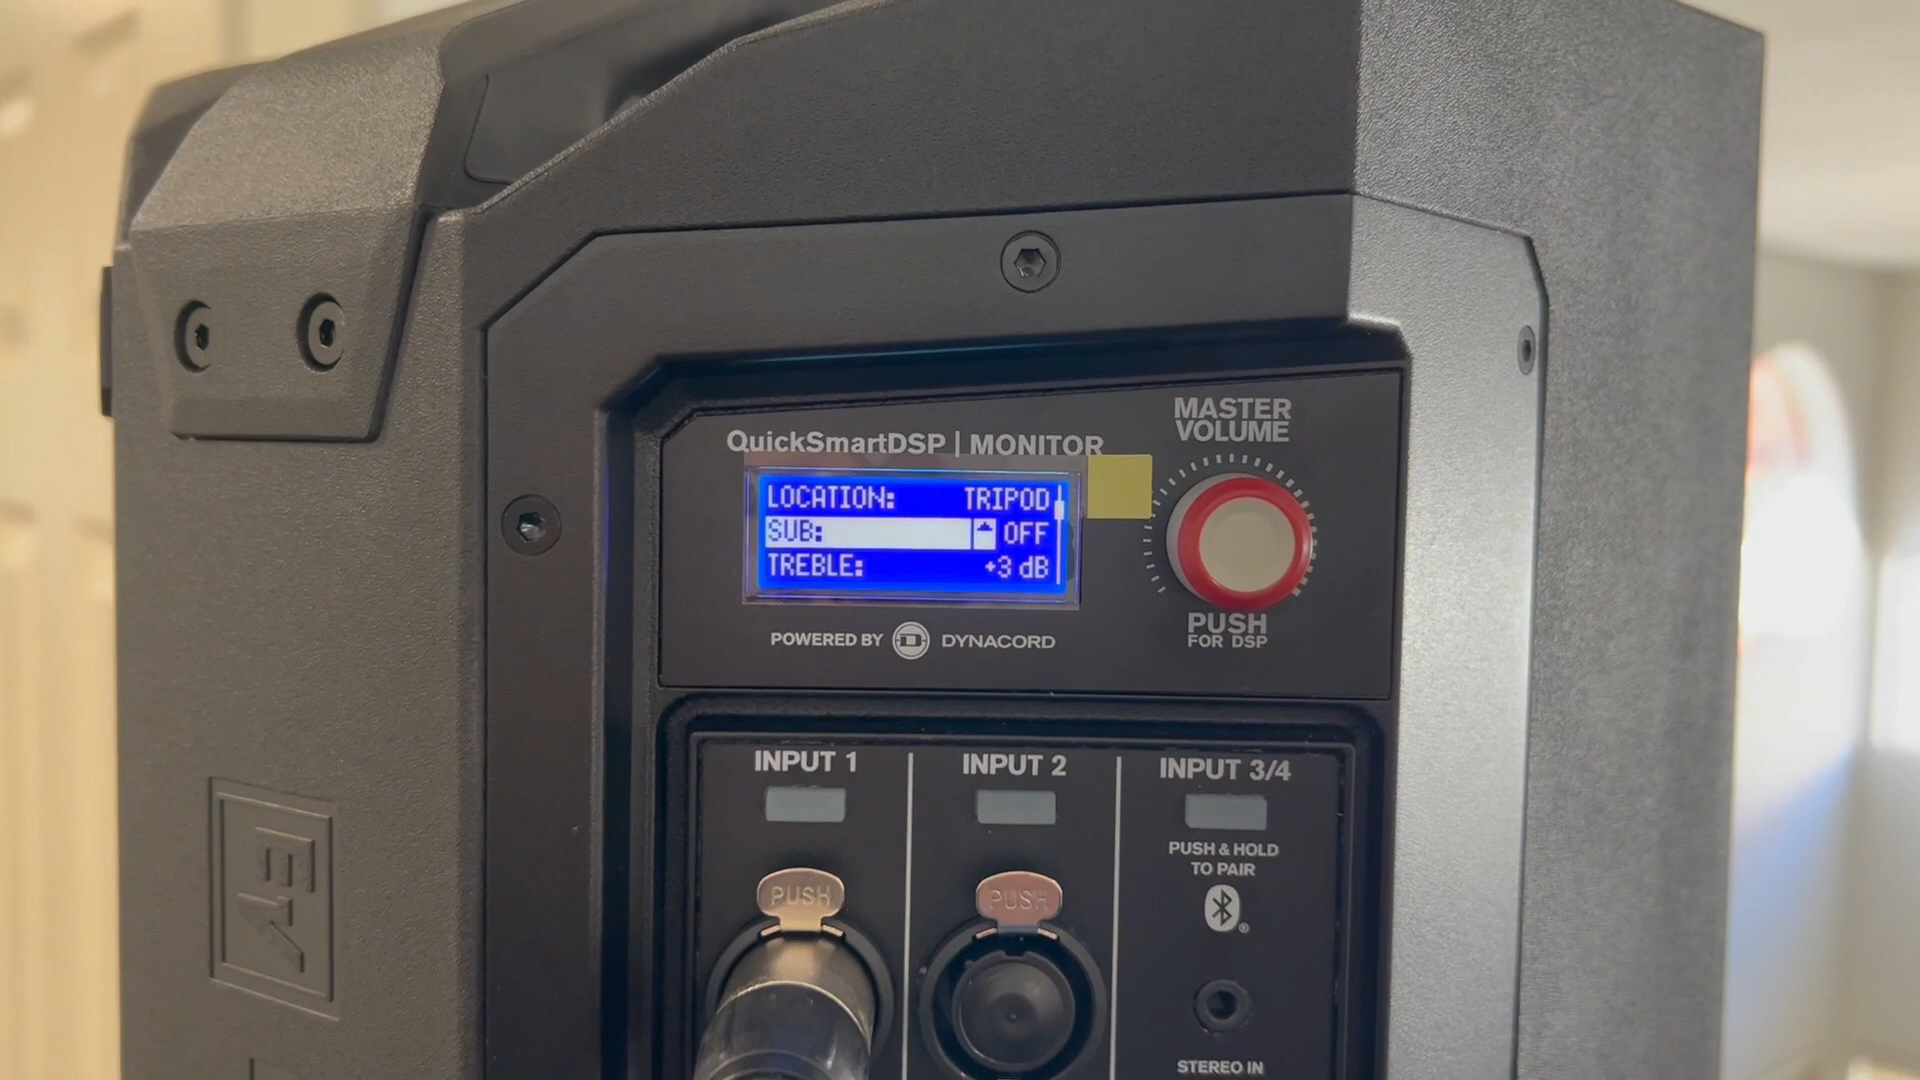 MASTER
VOLUME
QuickSmartDSP | MONITOR
LOCATION: TRIPOD
SUB: OFF
TREBLE: +3 dB
PUSH
FOR DSP
POWERED BY DYNACORD
INPUT 1
INPUT 2
INPUT 3/4
PUSH & HOLD
TO PAIR
PUSH
PUSH
STEREO IN
EV